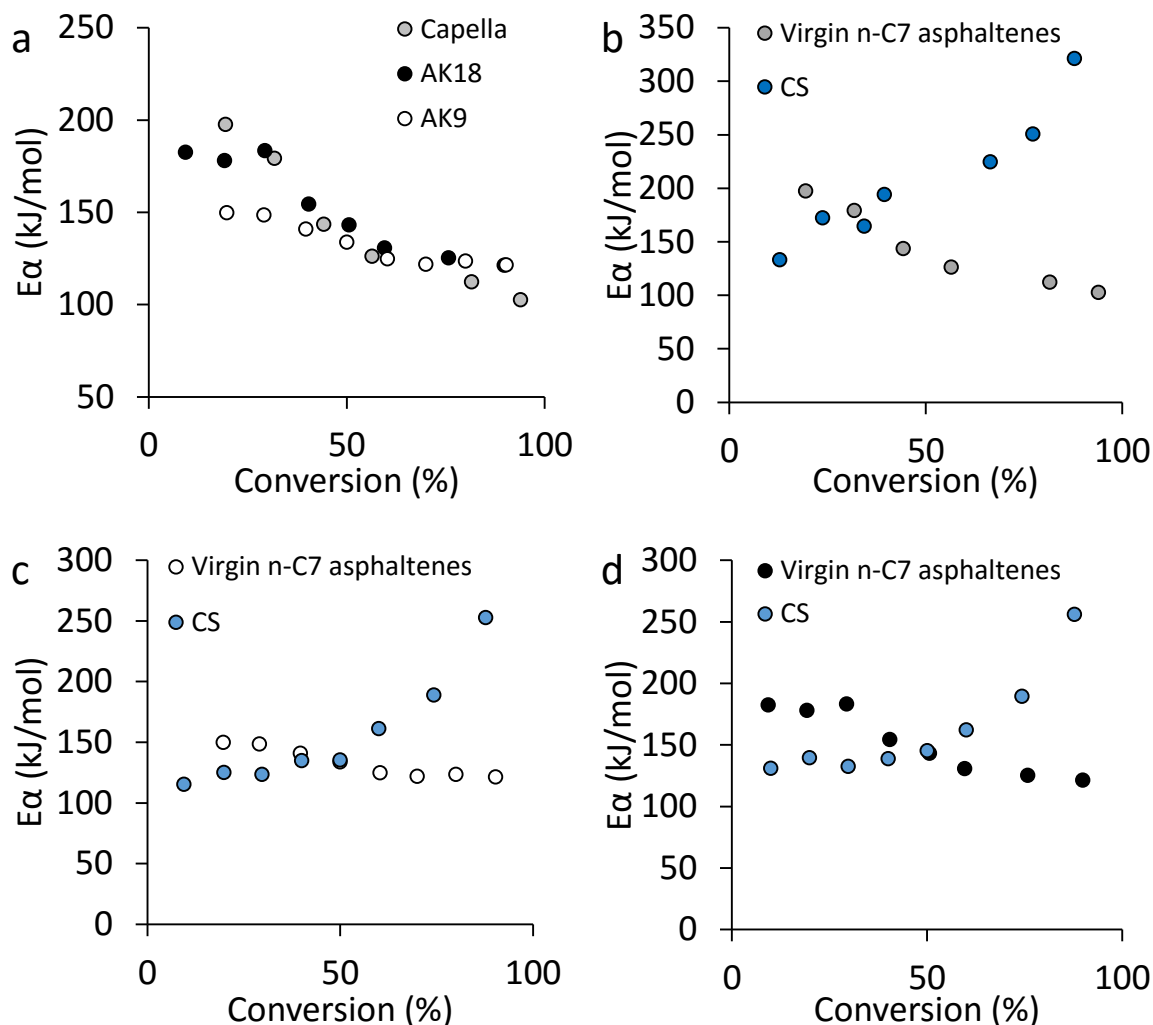 a
250
200
150
100
50
Eα (kJ/mol)
Capella
AK18
AK9
0
50
100
Conversion (%)
b
350
300
250
200
150
100
50
0
Eα (kJ/mol)
Virgin n-C7 asphaltenes
CS
0
50
100
Conversion (%)
c
300
250
200
150
100
50
0
Eα (kJ/mol)
Virgin n-C7 asphaltenes
CS
0
50
100
Conversion (%)
d
300
250
200
150
100
50
0
Eα (kJ/mol)
Virgin n-C7 asphaltenes
CS
0
50
100
Conversion (%)